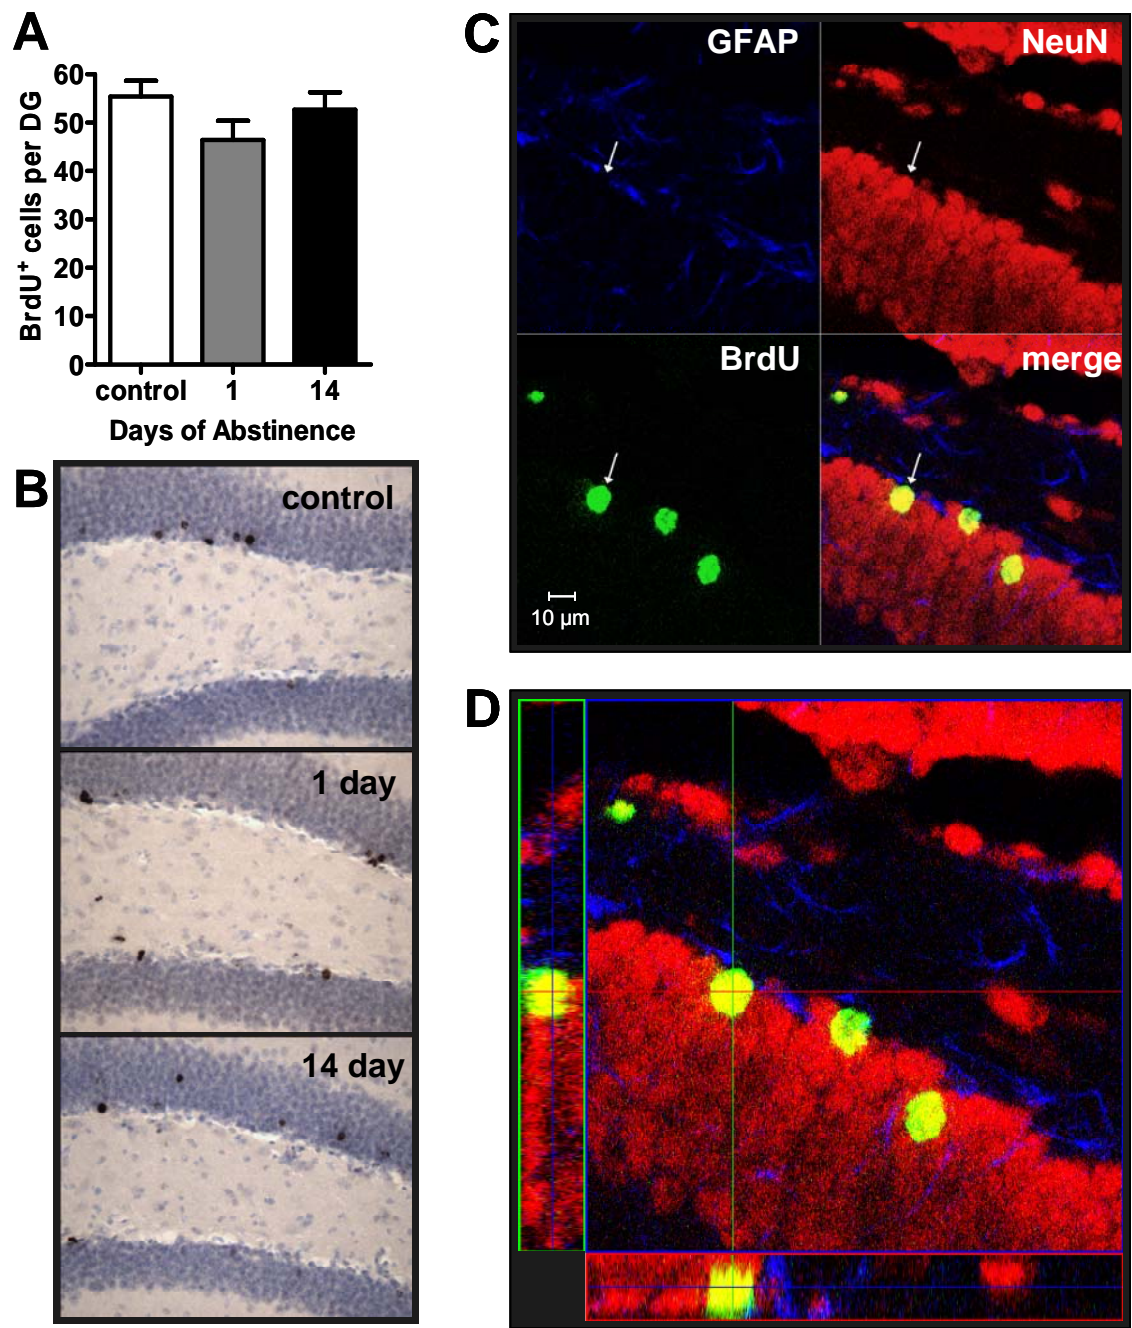 A
BrdU+ cells per DG
60
50
40
30
20
10
0
control 1 14
Days of Abstinence
B
control
1 day
14 day
C
GFAP
NeuN
BrdU
merge
10 µm
D